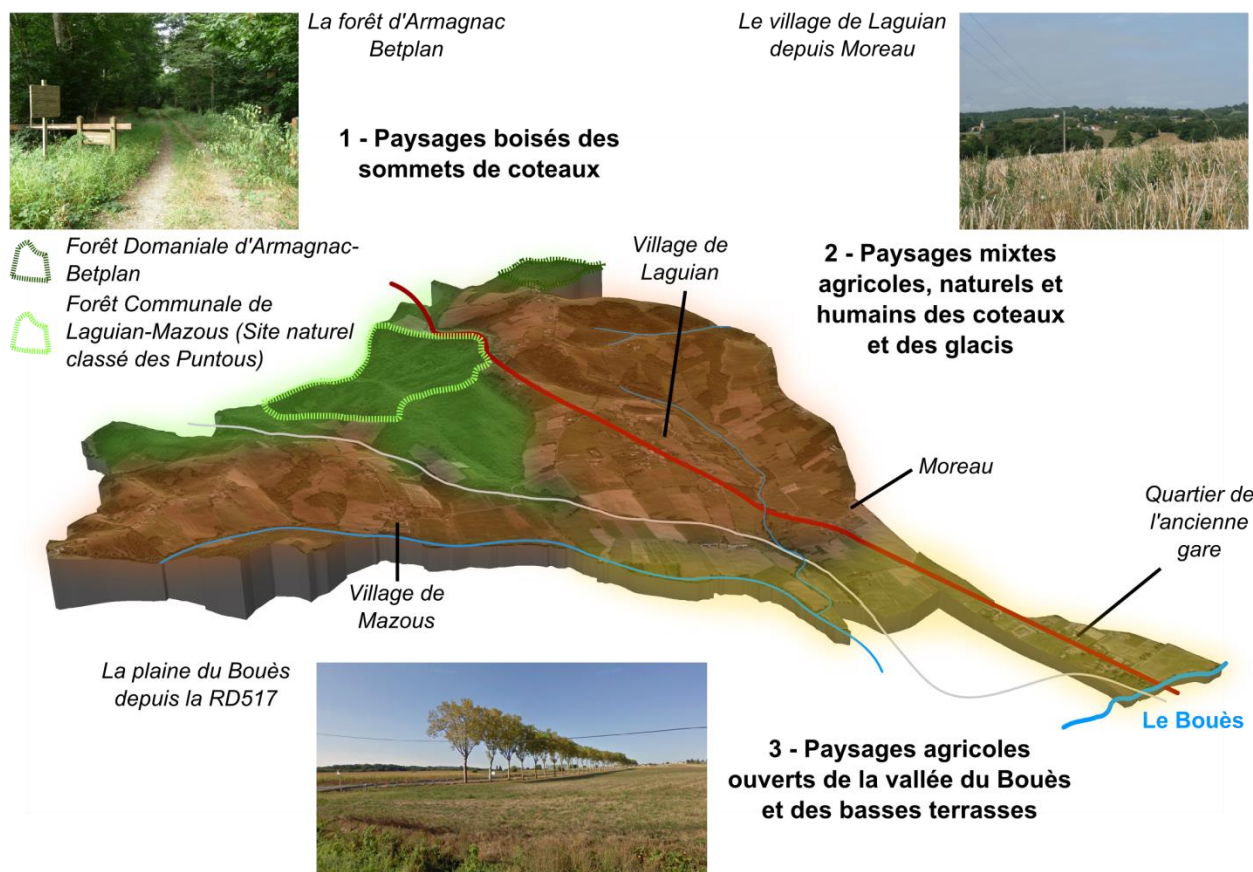 La forêt d'Armagnac
Betplan
Le village de Laguian
depuis Moreau
1 - Paysages boisés des
sommets de coteaux
Forêt Domaniale d'Armagnac-
Betplan
Forêt Communale de
Laguian-Mazous (Site naturel
classé des Puntous)
Village de
Laguian
2 - Paysages mixtes
agricoles, naturels et
humains des coteaux
et des glacis
Moreau
Quartier de
l'ancienne
gare
Village de
Mazous
La plaine du Bouès
depuis la RD517
Le Bouès
3 - Paysages agricoles
ouverts de la vallée du Bouès
et des basses terrasses